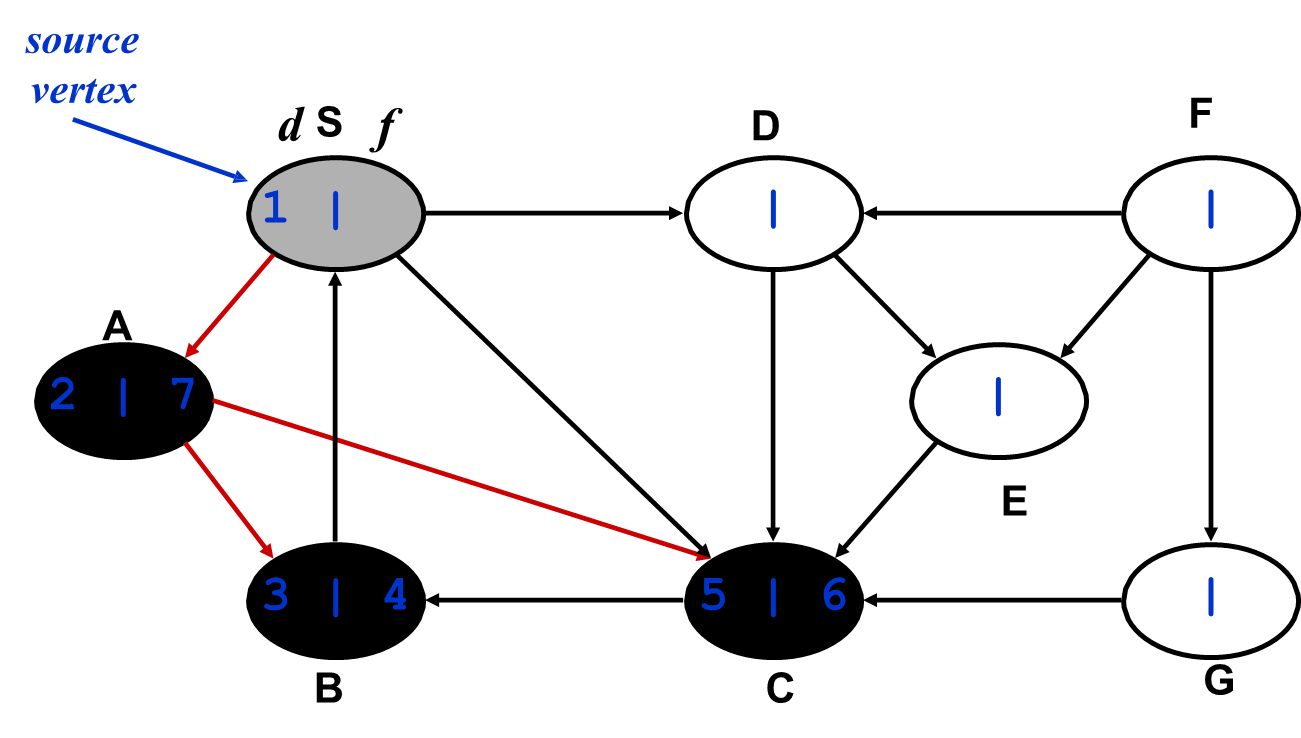 source
vertex
d S f
D
F
1 |
|
|
A
2 | 7
|
E
3 | 4
5 | 6
|
B
C
G